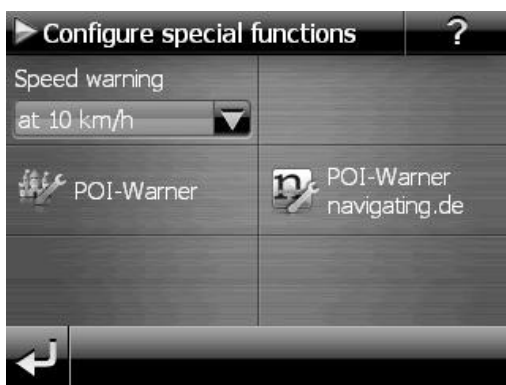 Configure special functions
?
Speed warning
at 10 km/h
POI-Warner
n
POI-Warner
navigating.de